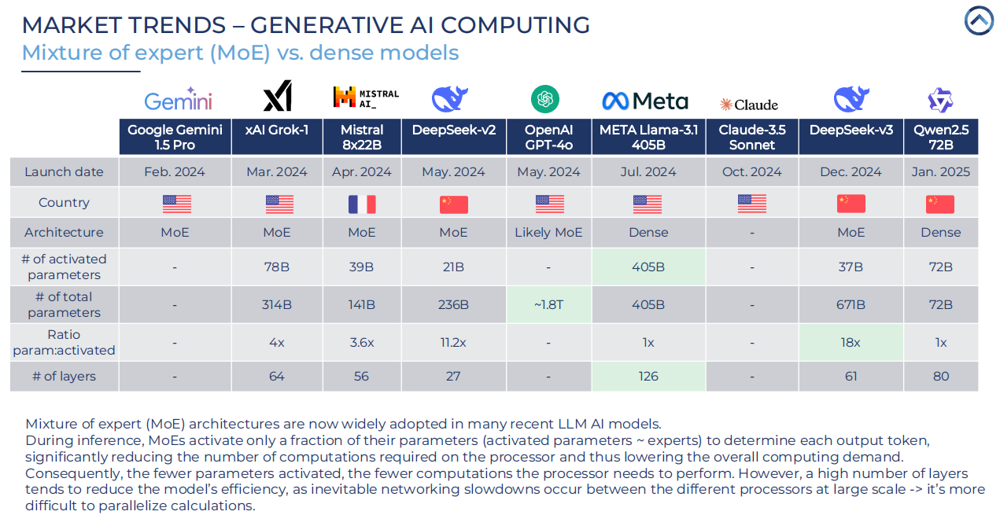 MARKET TRENDS – GENERATIVE AI COMPUTING
Mixture of expert (MoE) vs. dense models
Gemini
xI
MISTRAL
AI_
Meta
Claude
Google Gemini 1.5 Pro
xAI Grok-1
Mistral 8x22B
DeepSeek-v2
OpenAI GPT-4o
META Llama-3.1 405B
Claude-3.5 Sonnet
DeepSeek-v3
Qwen2.5 72B
Launch date Feb. 2024 Mar. 2024 Apr. 2024 May. 2024 May. 2024 Jul. 2024 Oct. 2024 Dec. 2024 Jan. 2025
Country
Architecture MoE MoE MoE MoE Likely MoE Dense - MoE Dense
# of activated parameters - 78B 39B 21B - 405B - 37B 72B
# of total parameters - 314B 141B 236B ~1.8T 405B - 671B 72B
Ratio param:activated - 4x 3.6x 11.2x - 1x - 18x 1x
# of layers - 64 56 27 - 126 - 61 80
Mixture of expert (MoE) architectures are now widely adopted in many recent LLM AI models.
During inference, MoEs activate only a fraction of their parameters (activated parameters ~ experts) to determine each output token,
significantly reducing the number of computations required on the processor and thus lowering the overall computing demand.
Consequently, the fewer parameters activated, the fewer computations the processor needs to perform. However, a high number of layers
tends to reduce the model’s efficiency, as inevitable networking slowdowns occur between the different processors at large scale -> it’s more
difficult to parallelize calculations.